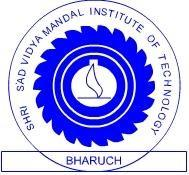 SHRI SAD VIDYA MANDAL INSTITUTE OF TECHNOLOGY
BHARUCH